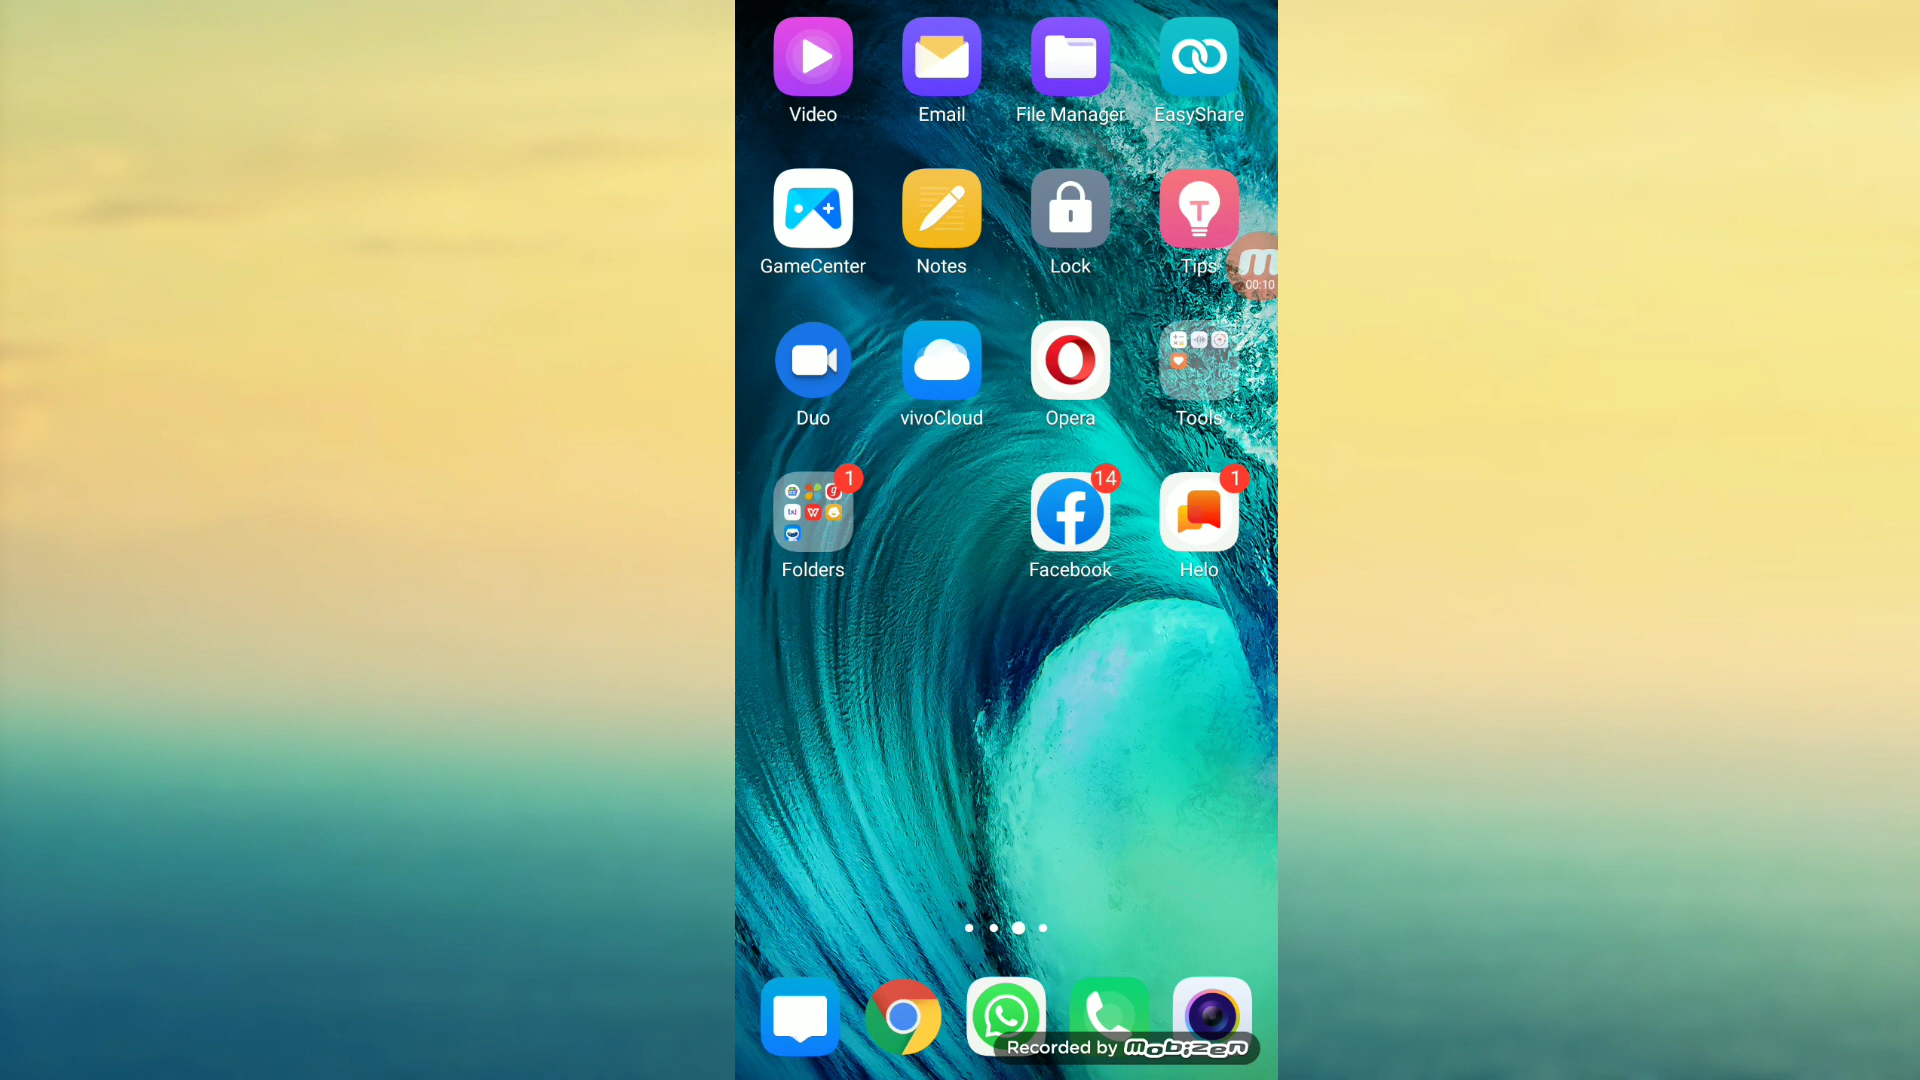 Video Email File Manager EasyShare
GameCenter Notes Lock Tips
00:10
Duo vivoCloud Opera Tools
1 14 1
Folders Facebook Helo
Recorded by Mobizen